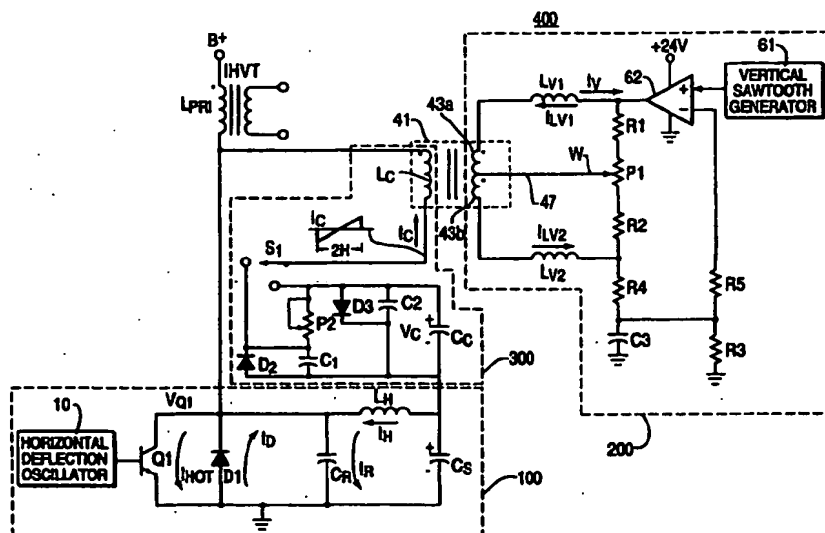 400
B+
+24V
61
IHVT
62
VERTICAL
SAWTOOTH
GENERATOR
LV1
IV
43a
ILV1
LPRI
41
R1
W
P1
LC
47
IC
IC
43b
R2
2H
ILV2
S1
LV2
R4
R5
P2
D3
C2
VC
CC
C3
R3
D2
C1
300
10
VQ1
LH
IH
200
HORIZONTAL
DEFLECTION
OSCILLATOR
Q1
IHOT
D1
ID
CR
IR
CS
100